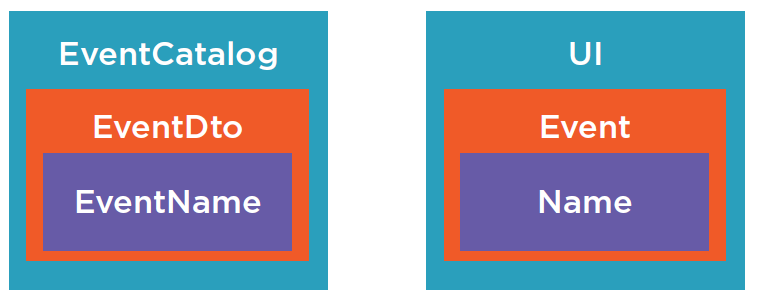 EventCatalog
EventDto
EventName
UI
Event
Name